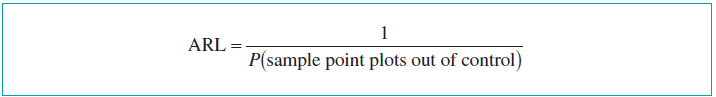 ARL = 1
P(sample point plots out of control)